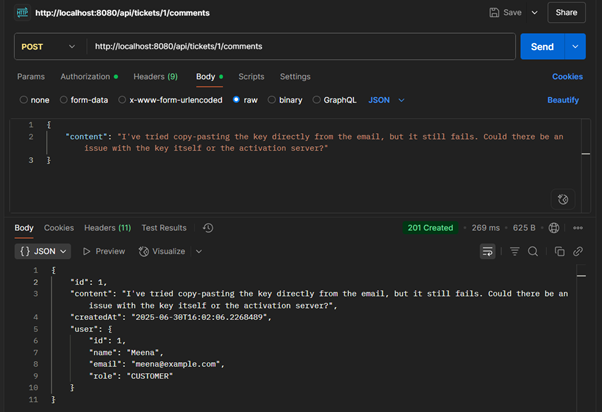 HTTP http://localhost:8080/api/tickets/1/comments Save Share
POST http://localhost:8080/api/tickets/1/comments Send
Params Authorization Headers (9) Body Scripts Settings Cookies
none form-data x-www-form-urlencoded raw binary GraphQL JSON Beautify
1 {
2 "content": "I've tried copy-pasting the key directly from the email, but it still fails. Could there be an
issue with the key itself or the activation server?"
3 }
Body Cookies Headers (11) Test Results 201 Created 269 ms 625 B
{} JSON Preview Visualize
1 {
2 "id": 1,
3 "content": "I've tried copy-pasting the key directly from the email, but it still fails. Could there be an
issue with the key itself or the activation server?",
4 "createdAt": "2025-06-30T16:02:06.2268489",
5 "user": {
6 "id": 1,
7 "name": "Meena",
8 "email": "meena@example.com",
9 "role": "CUSTOMER"
10 }
11 }